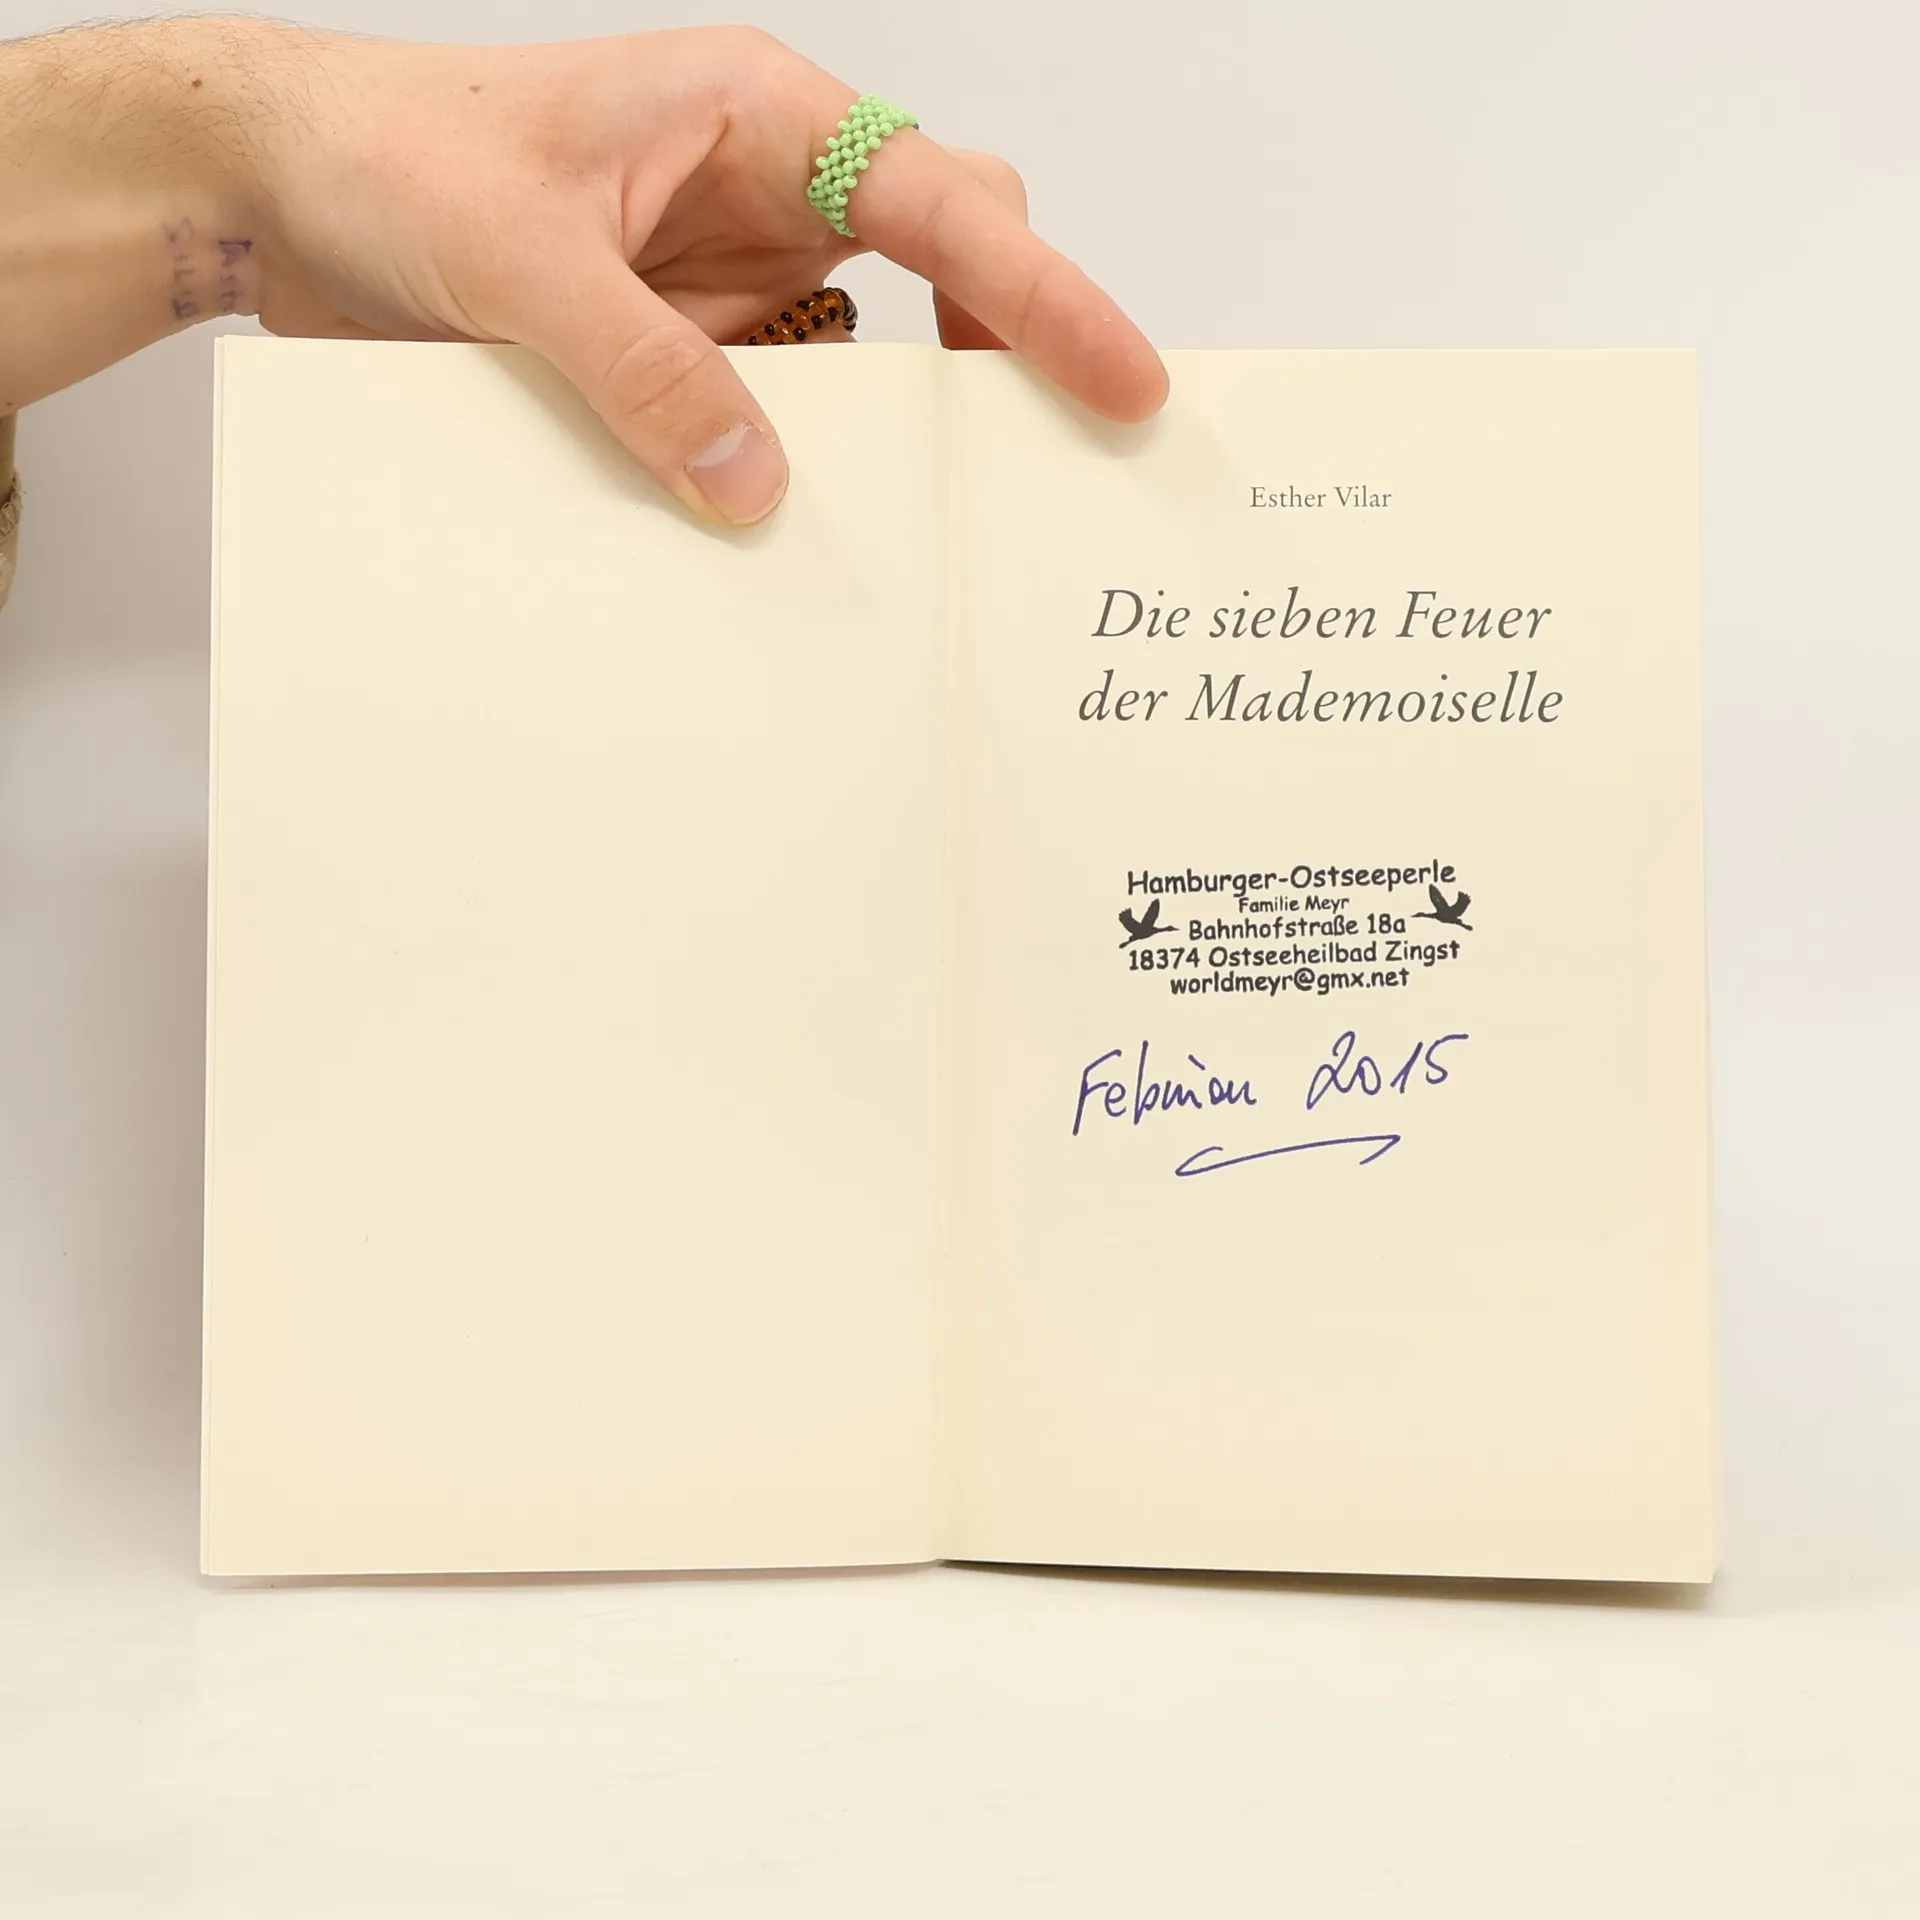 Esther Vilar
Die sieben Feuer
der Mademoiselle
Hamburger-Ostseeperle
Familie Meyr
Bahnhofstraße 18a
18374 Ostseeheilbad Zingst
worldmeyr@gmx.net
Februar 2015